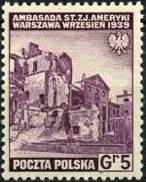 AMBASADA ST. ZJ. AMERYKI
WARSZAWA WRZESIEŃ 1939
POCZTA POLSKA Gr 5